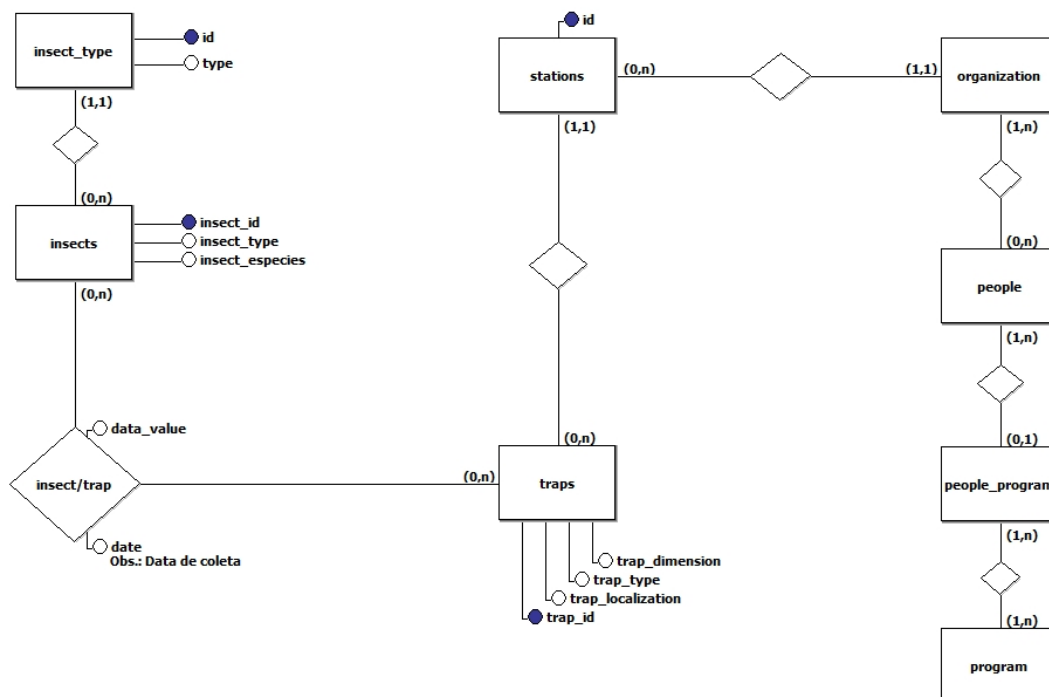 insect_type
id
type
(1,1)
(0,n)
insects
insect_id
insect_type
insect_especies
(0,n)
data_value
insect/trap
date
Obs.: Data de coleta
id
stations
(0,n)
(1,1)
organization
(1,1)
(1,n)
(0,n)
people
(1,n)
(0,1)
people_program
(1,n)
(1,n)
program
(0,n)
(0,n)
traps
trap_dimension
trap_type
trap_localization
trap_id